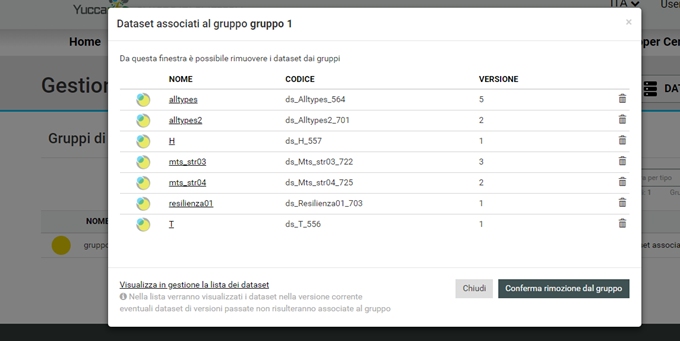 Yucca
ITA
User
Dataset associati al gruppo gruppo 1
×
Home
Da questa finestra è possibile rimuovere i dataset dai gruppi
Gestion
NOME CODICE VERSIONE
alltypes ds_Alltypes_564 5
alltypes2 ds_Alltypes2_701 2
H ds_H_557 1
mts_str03 ds_Mts_str03_722 3
mts_str04 ds_Mts_str04_725 2
resilienza01 ds_Resilienza01_703 1
T ds_T_556 1
Gruppi di
per Cen
DAT
a per tipo
NOME
gruppo
set associa
Visualizza in gestione la lista dei dataset
Nella lista verranno visualizzati i dataset nella versione corrente
eventuali dataset di versioni passate non risulteranno associate al gruppo
Chiudi
Conferma rimozione dal gruppo